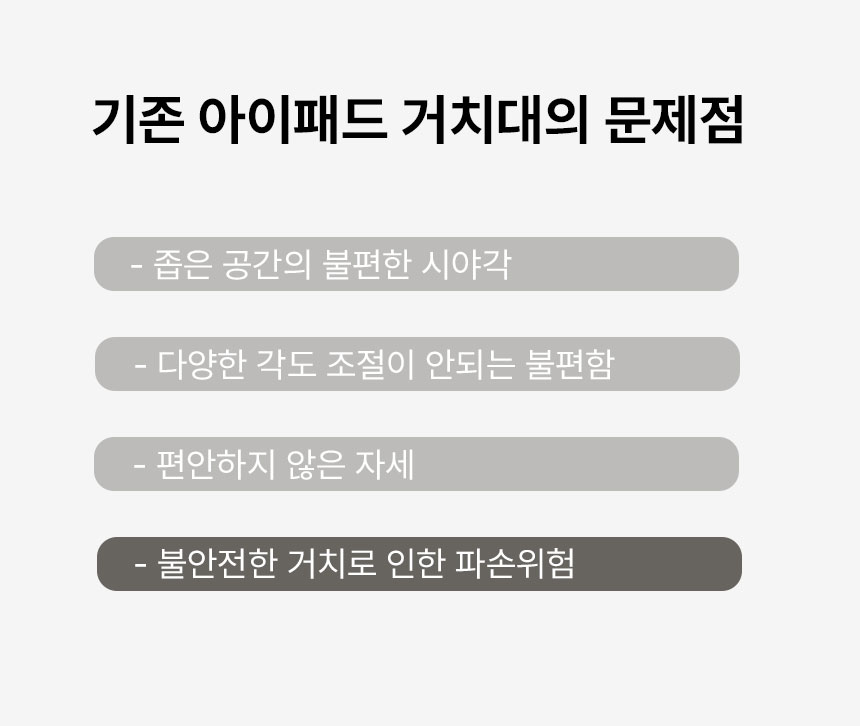 기존 아이패드 거치대의 문제점
- 좁은 공간의 불편한 시야각
- 다양한 각도 조절이 안되는 불편함
- 편안하지 않은 자세
- 불안전한 거치로 인한 파손위험